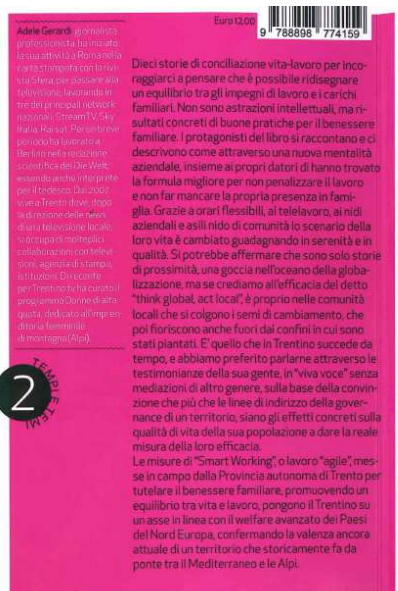 Euro 12,00
9 788898 774159
Adele Gerardi, giornalista
professionista, ha iniziato
la sua attività a Roma nella
carta stampata con la rivi-
sta Sfera, per passare alla
televisione, lavorando in
tre dei principali network
nazionali: Stream TV, Sky
Italia, Raisat. Per un breve
periodo ha lavorato a
Berlino nella redazione
scientifica del Die Welt,
essendo anche interprete
per il tedesco. Dal 2002
vive a Trento dove, dopo
la direzione delle news
di una televisione locale,
si occupa di molteplici
collaborazioni con televi-
sioni, agenzia di stampa,
istituzioni. Di recente
per Trentino tv ha curato il
programma Donne di alta
quota, dedicato all'impren-
ditoria femminile
di montagna (Alpi).
Dieci storie di conciliazione vita-lavoro per inco-
raggiarci a pensare che è possibile ridisegnare
un equilibrio tra gli impegni di lavoro e i carichi
familiari. Non sono astrazioni intellettuali, ma ri-
sultati concreti di buone pratiche per il benessere
familiare. I protagonisti del libro si raccontano e ci
descrivono come attraverso una nuova mentalità
aziendale, insieme ai propri datori di hanno trovato
la formula migliore per non penalizzare il lavoro
e non far mancare la propria presenza in fami-
glia. Grazie a orari flessibili, al telelavoro, ai nidi
aziendali e asili nido di comunità lo scenario della
loro vita è cambiato guadagnando in serenità e in
qualità. Si potrebbe affermare che sono solo storie
di prossimità, una goccia nell'oceano della globa-
lizzazione, ma se crediamo all'efficacia del detto
"think global, act local", è proprio nelle comunità
locali che si colgono i semi di cambiamento, che
poi fioriscono anche fuori dai confini in cui sono
stati piantati. E' quello che in Trentino succede da
tempo, e abbiamo preferito parlarne attraverso le
testimonianze della sua gente, in "viva voce" senza
mediazioni di altro genere, sulla base della convin-
zione che più che le linee di indirizzo della gover-
nance di un territorio, siano gli effetti concreti sulla
qualità di vita della sua popolazione a dare la reale
misura della loro efficacia.
Le misure di "Smart Working", o lavoro "agile", mes-
se in campo dalla Provincia autonoma di Trento per
tutelare il benessere familiare, promuovendo un
equilibrio tra vita e lavoro, pongono il Trentino su
un asse in linea con il welfare avanzato dei Paesi
del Nord Europa, confermando la valenza ancora
attuale di un territorio che storicamente fa da
ponte tra il Mediterraneo e le Alpi.
TEMPI E TEMI
2